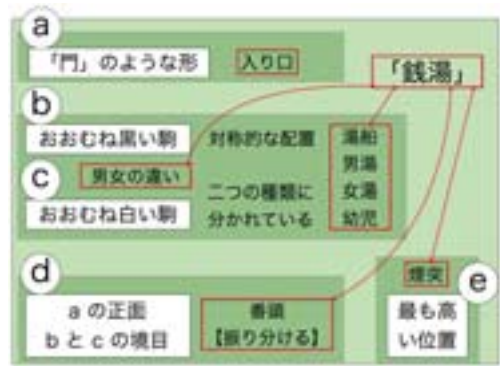 a
「門」のような形
入り口
「銭湯」
b
おおむね黒い駒
対称的な配置
湯船
男湯
女湯
幼児
c
男女の違い
二つの種類に
分かれている
おおむね白い駒
d
a の正面
b と c の境目
番頭
【振り分ける】
煙突
e
最も高
い位置